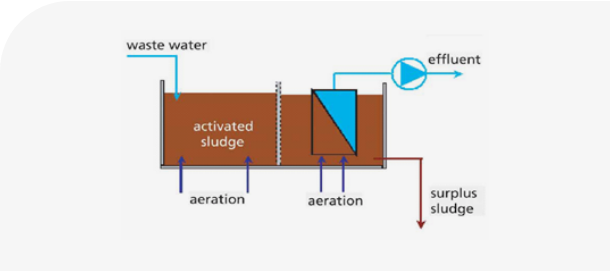 waste water
effluent
activated
sludge
aeration
aeration
surplus
sludge